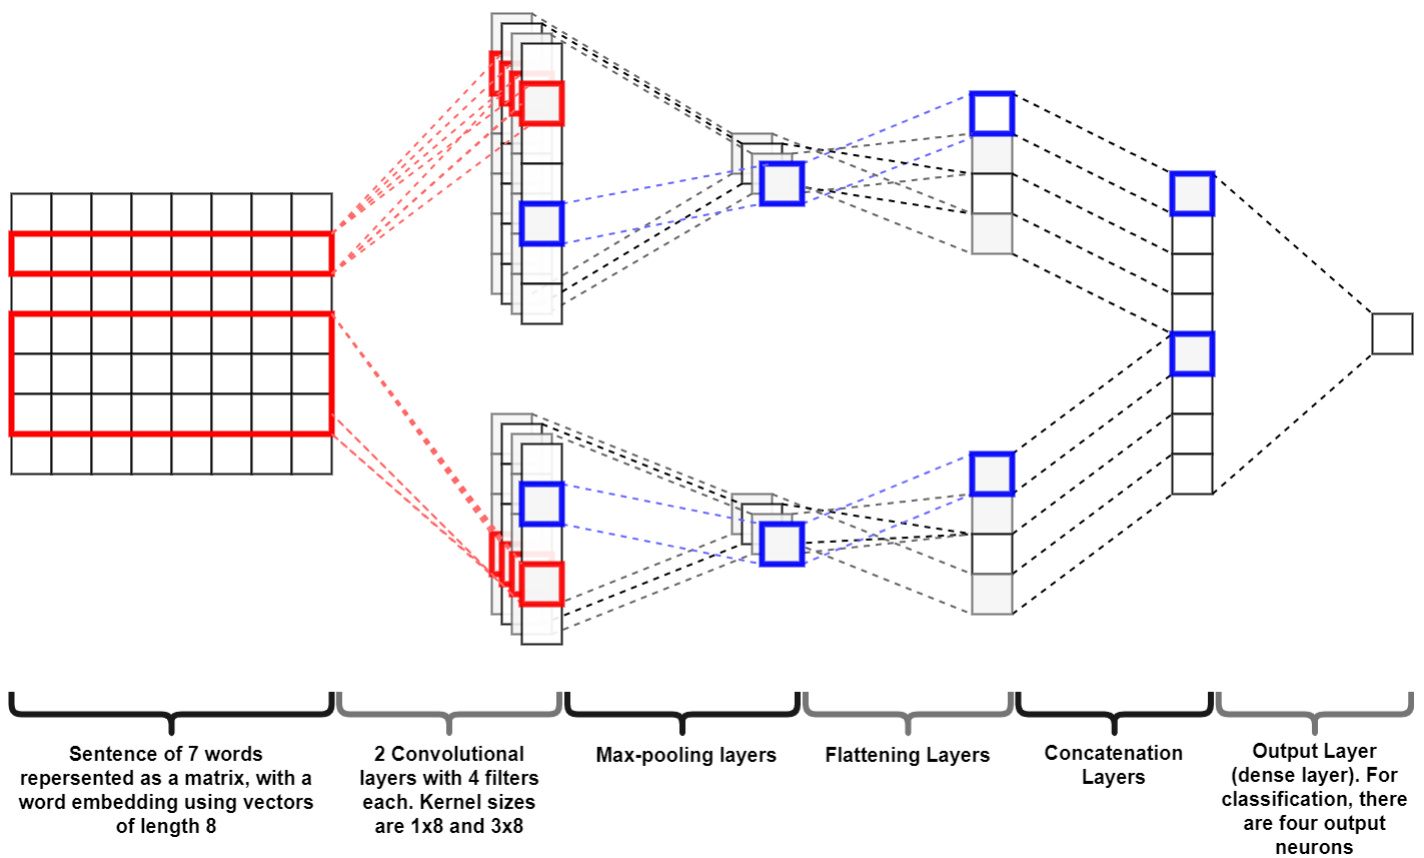 Sentence of 7 words
repersented as a matrix, with a
word embedding using vectors
of length 8
2 Convolutional
layers with 4 filters
each. Kernel sizes
are 1x8 and 3x8
Max-pooling layers
Flattening Layers
Concatenation
Layers
Output Layer
(dense layer). For
classification, there
are four output
neurons